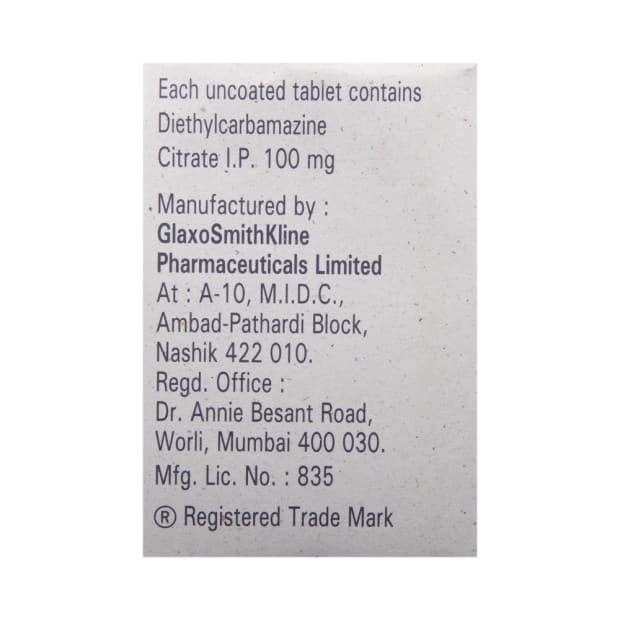 Each uncoated tablet contains
Diethylcarbamazine
Citrate I.P. 100 mg
Manufactured by :
GlaxoSmithKline
Pharmaceuticals Limited
At : A-10, M.I.D.C.,
Ambad-Pathardi Block,
Nashik 422 010.
Regd. Office :
Dr. Annie Besant Road,
Worli, Mumbai 400 030.
Mfg. Lic. No. : 835
® Registered Trade Mark